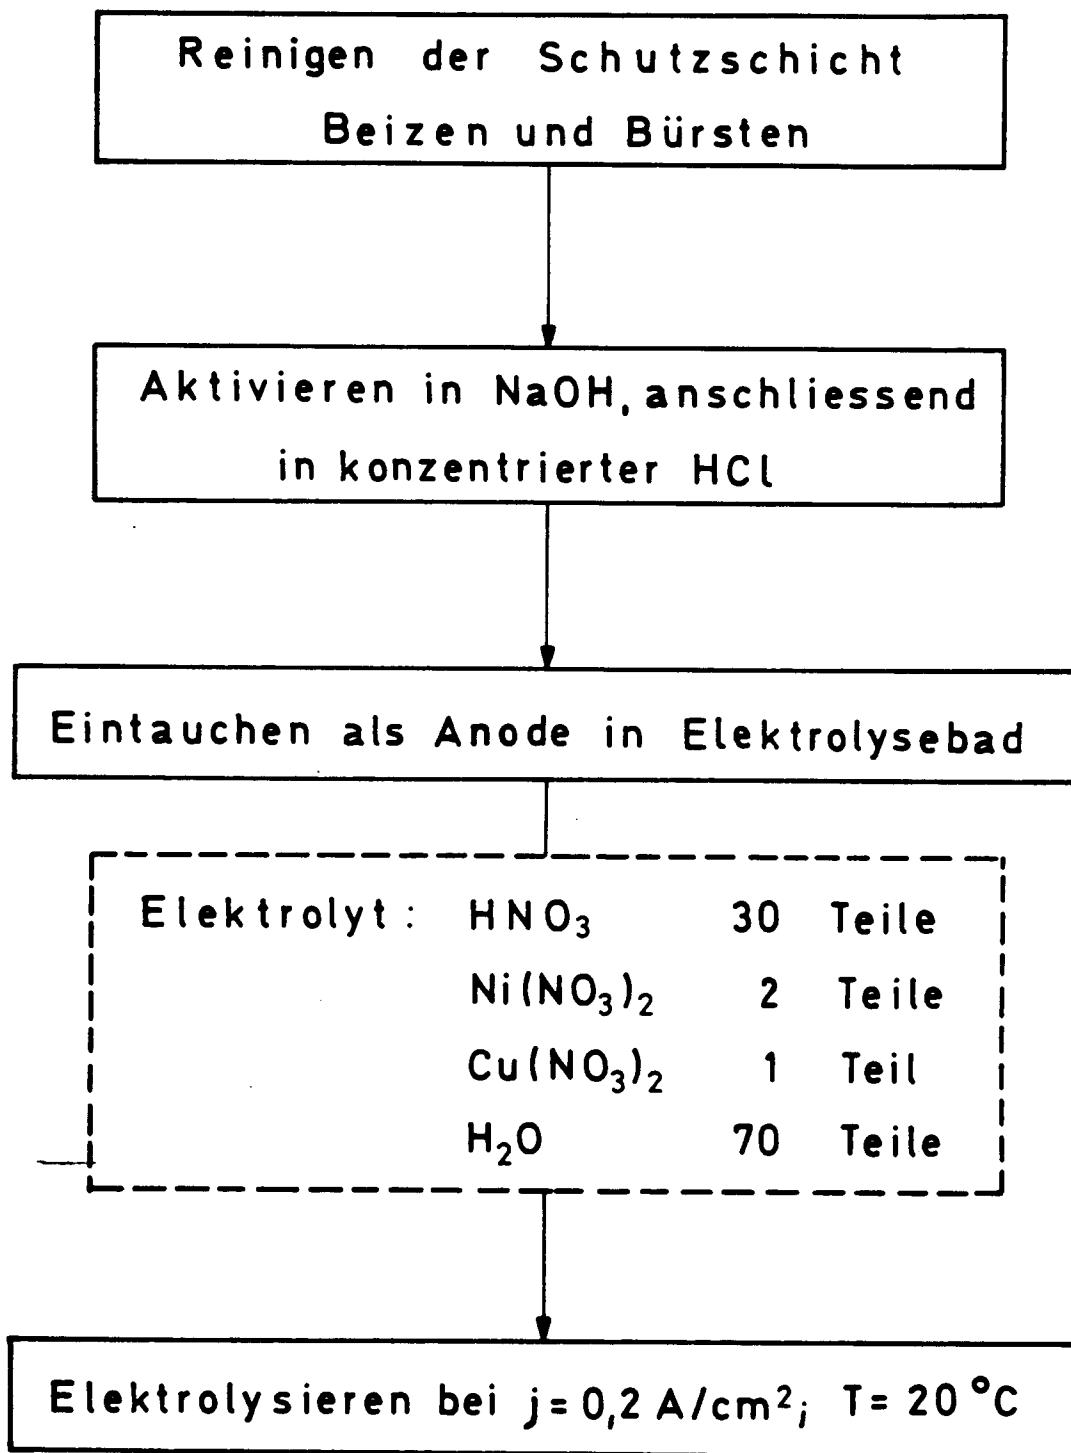 Reinigen der Schutzschicht
Beizen und Bürsten
Aktivieren in NaOH, anschliessend
in konzentrierter HCl
Eintauchen als Anode in Elektrolysebad
Elektrolyt: HNO₃ 30 Teile
Ni(NO₃)₂ 2 Teile
Cu(NO₃)₂ 1 Teil
H₂O 70 Teile
Elektrolysieren bei j = 0,2 A/cm²; T = 20 °C